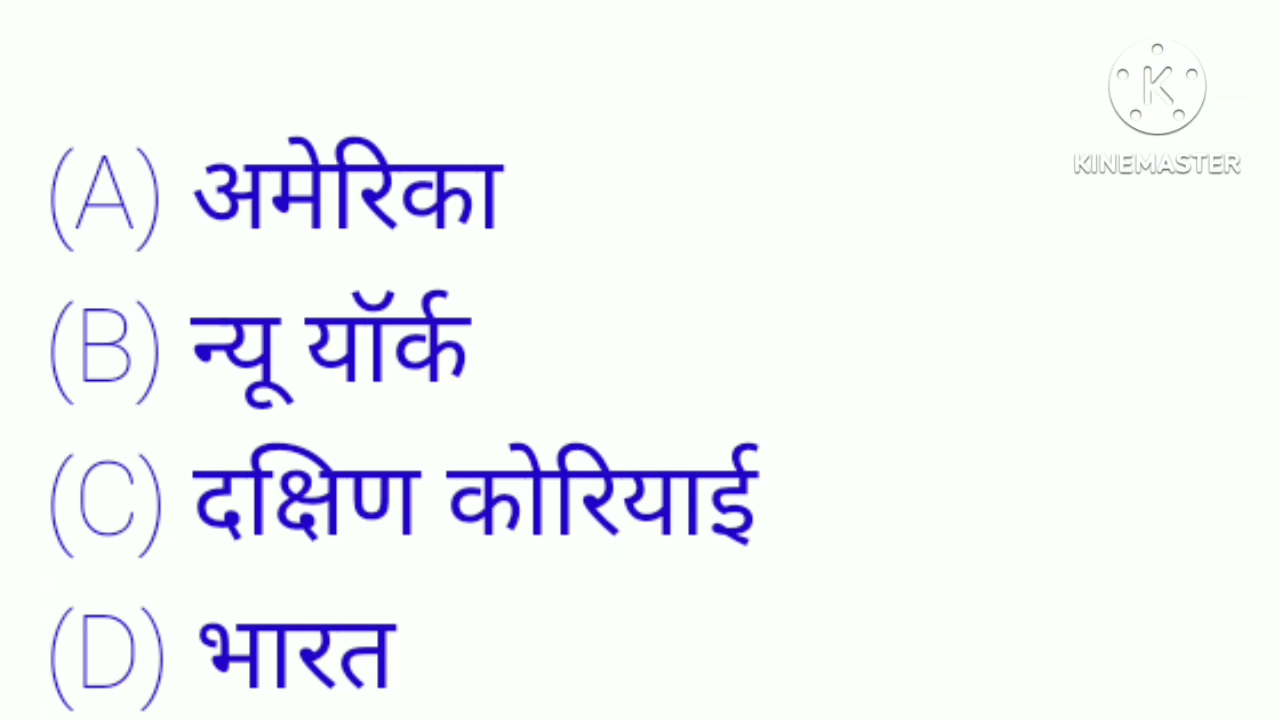 (A) अमेरिका
(B) न्यू यॉर्क
(C) दक्षिण कोरियाई
(D) भारत
K
KINEMASTER